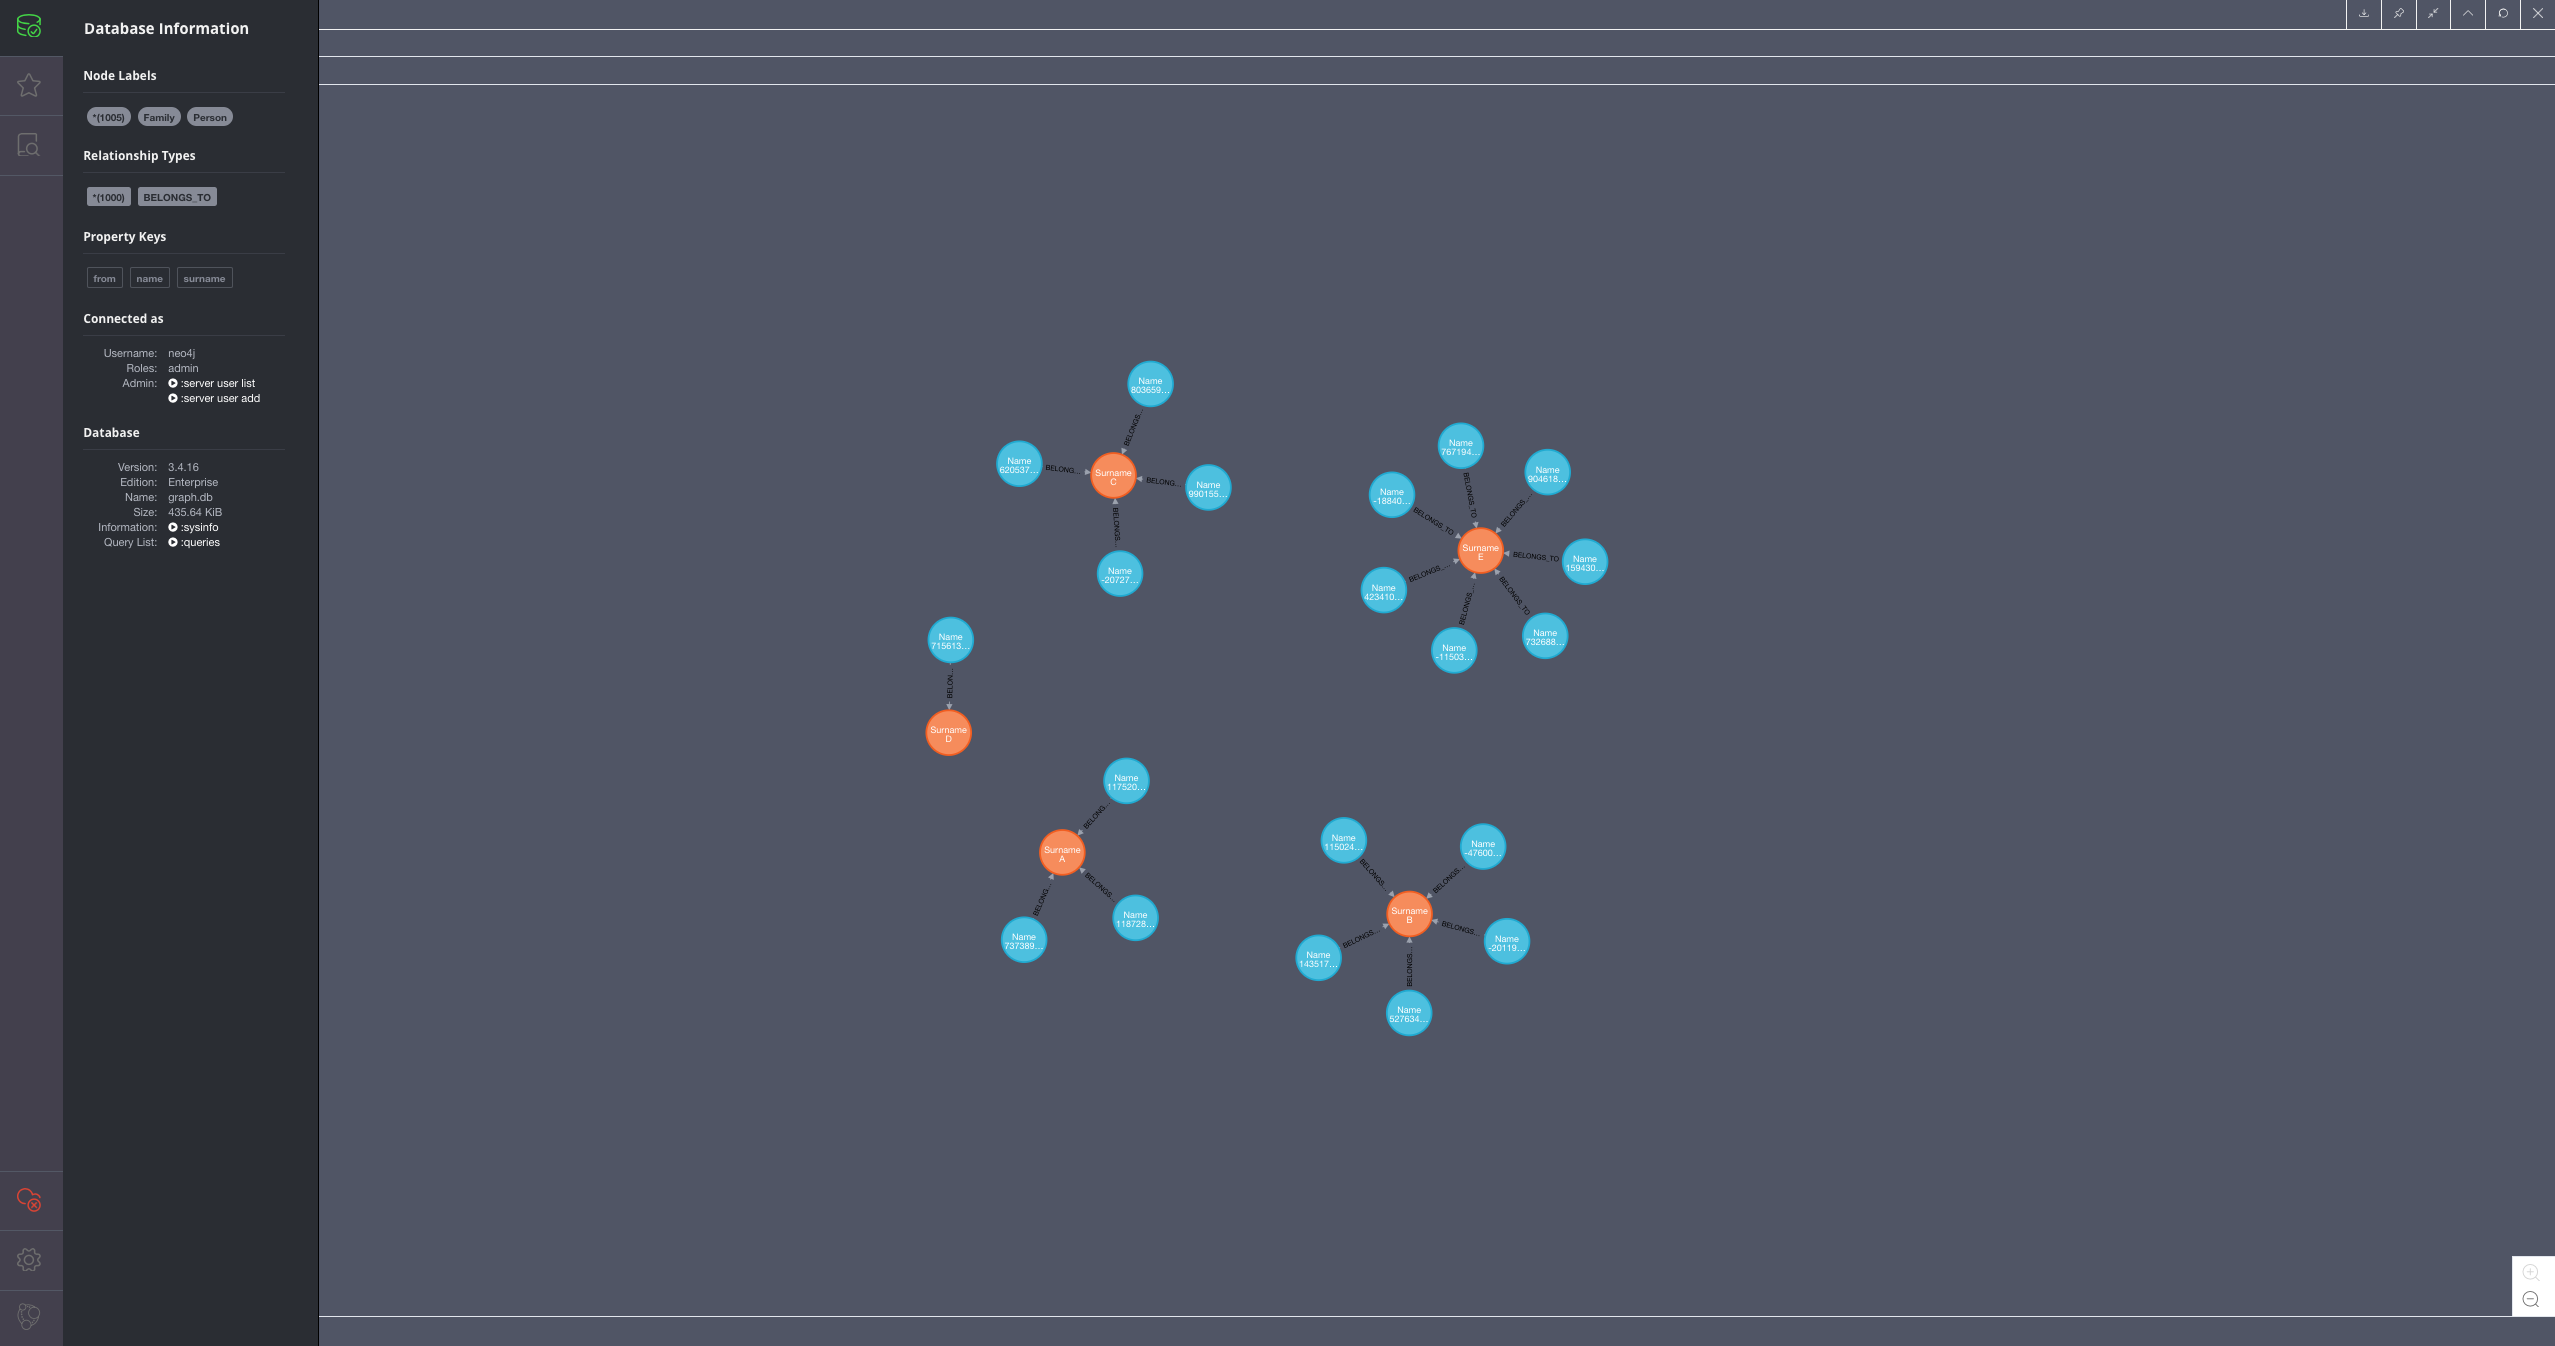 Database Information
Node Labels
*(1005) Family Person
Relationship Types
*(1000) BELONGS_TO
Property Keys
from name surname
Connected as
Username: neo4j
Roles: admin
Admin: :server user list
:server user add
Database
Version: 3.4.16
Edition: Enterprise
Name: graph.db
Size: 435.64 KiB
Information: :sysinfo
Query List: :queries
Name
803659...
BELONGS...
Name
620537...
BELONG...
Surname
C
BELONG...
Name
990155...
BELONGS...
Name
-20727...
Name
767194...
Name
904618...
Name
-18840...
BELONGS_TO
BELONGS_TO
BELONGS...
Surname
E
BELONGS_TO
Name
159430...
BELONGS...
Name
423410...
BELONGS...
BELONGS_TO
Name
-11503...
Name
732688...
Name
715613...
BELON...
Surname
D
Name
117520...
BELONG...
Surname
A
BELONG...
BELONGS...
Name
737389...
Name
118728...
Name
115024...
Name
-47600...
BELONGS...
BELONGS...
Surname
B
BELONGS...
BELONGS...
Name
-20119...
Name
143517...
BELONGS...
Name
527634...